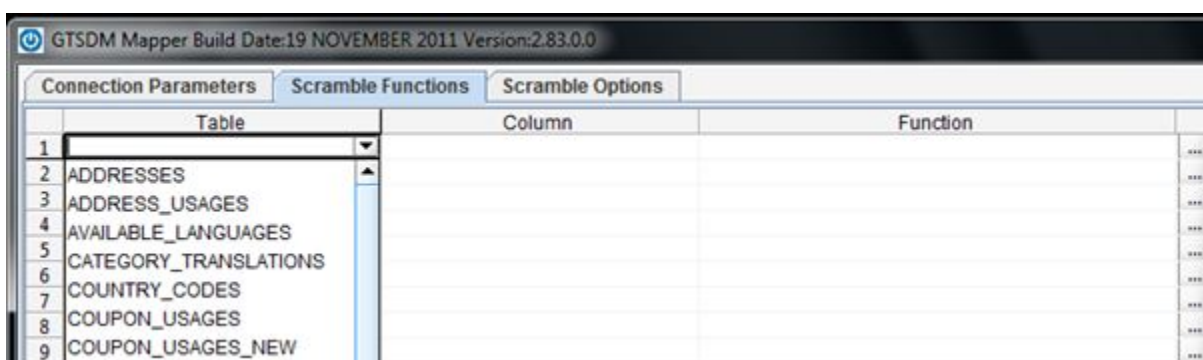 GTSDM Mapper Build Date:19 NOVEMBER 2011 Version:2.83.0.0
Connection Parameters Scramble Functions Scramble Options
Table Column Function
1 ...
2 ADDRESSES ...
3 ADDRESS_USAGES ...
4 AVAILABLE_LANGUAGES ...
5 CATEGORY_TRANSLATIONS ...
6 COUNTRY_CODES ...
7 COUPON_USAGES ...
8 COUPON_USAGES_NEW ...
9 ...